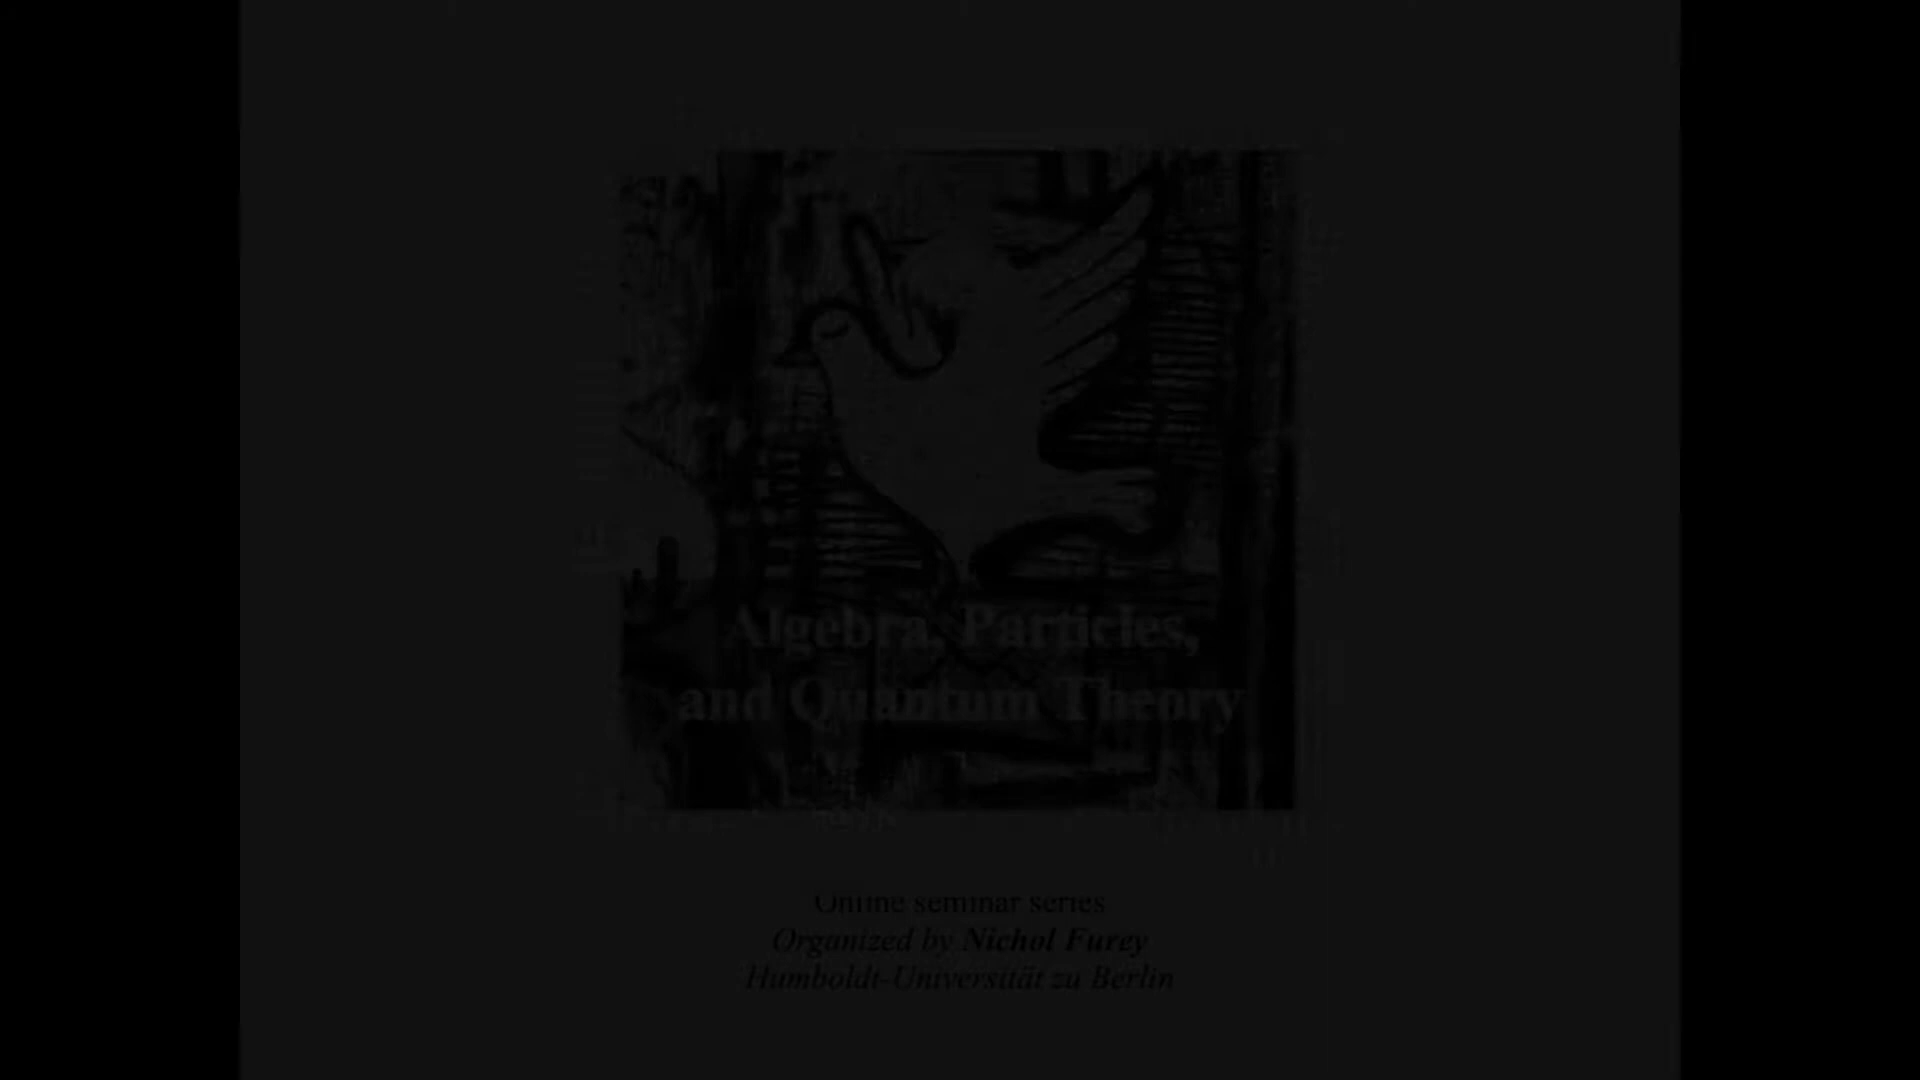 Algebra, Particles,
and Quantum Theory
Online seminar series
Organized by Nichol Furey
Humboldt-Universität zu Berlin